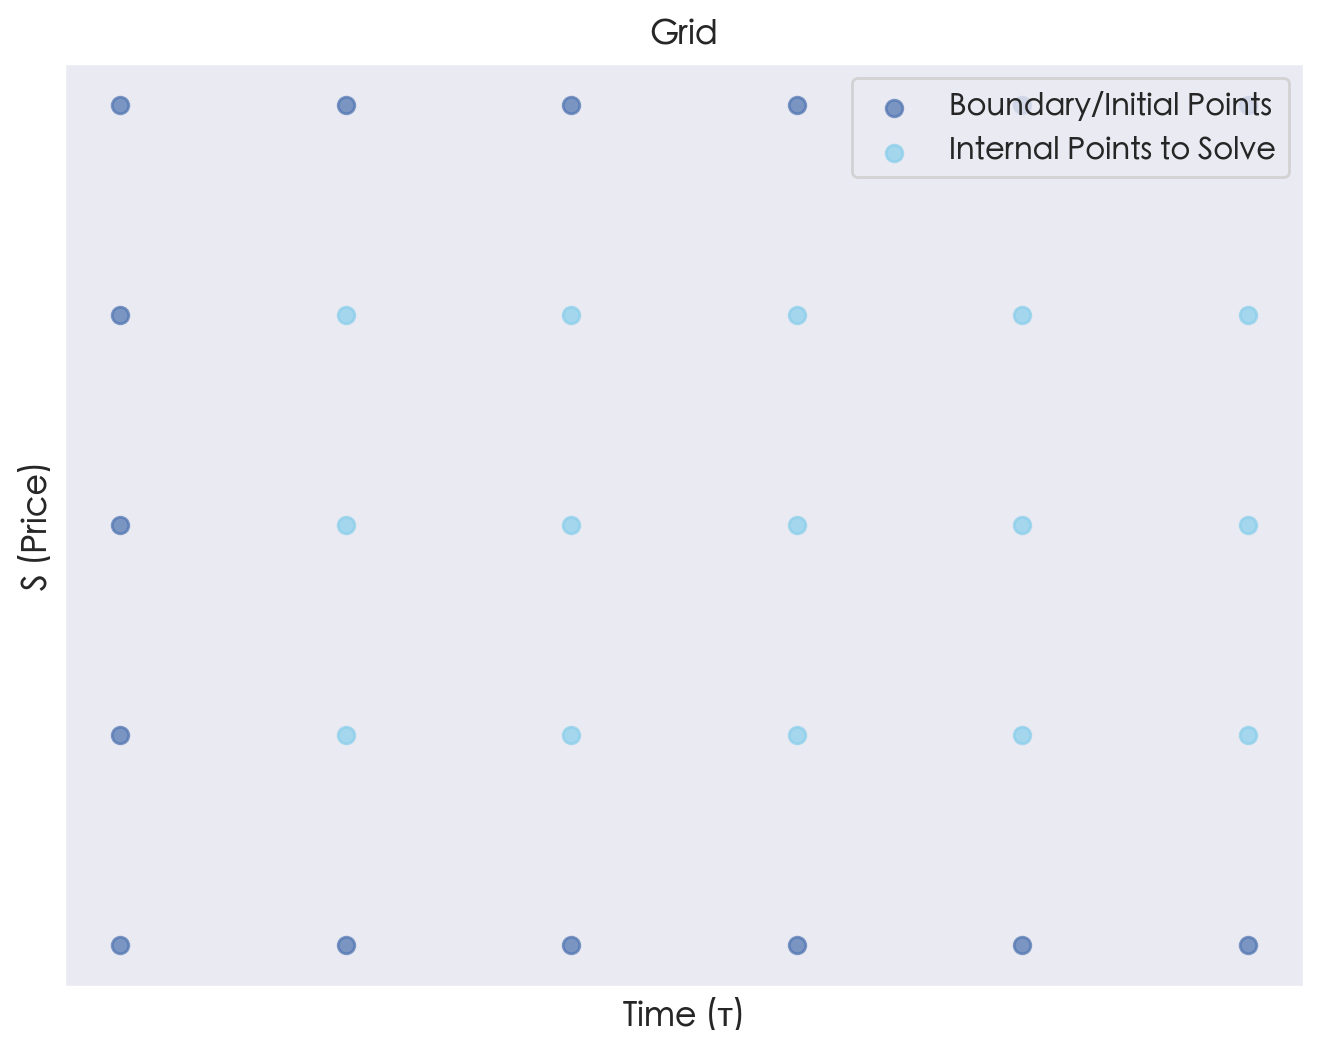 Grid
Boundary/Initial Points
Internal Points to Solve
S (Price)
Time (τ)